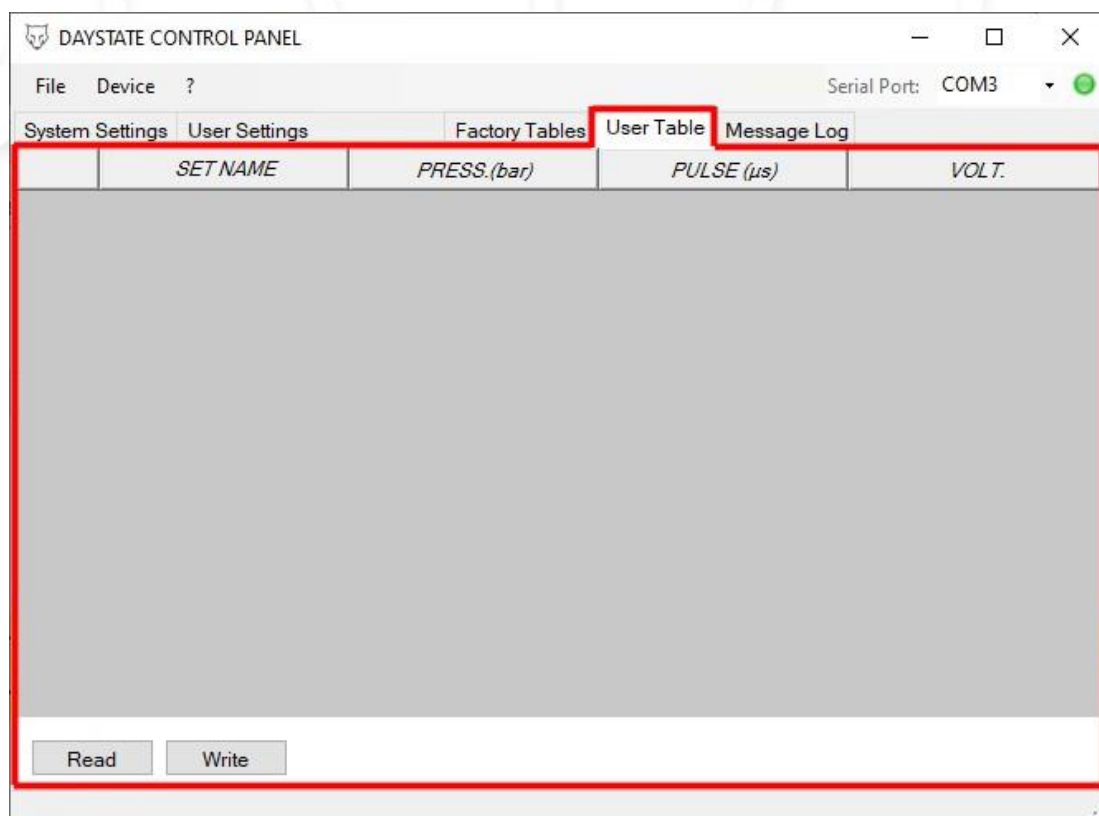 DAYSTATE CONTROL PANEL
File Device ? Serial Port: COM3
System Settings User Settings Factory Tables User Table Message Log
SET NAME PRESS.(bar) PULSE (µs) VOLT.
Read Write